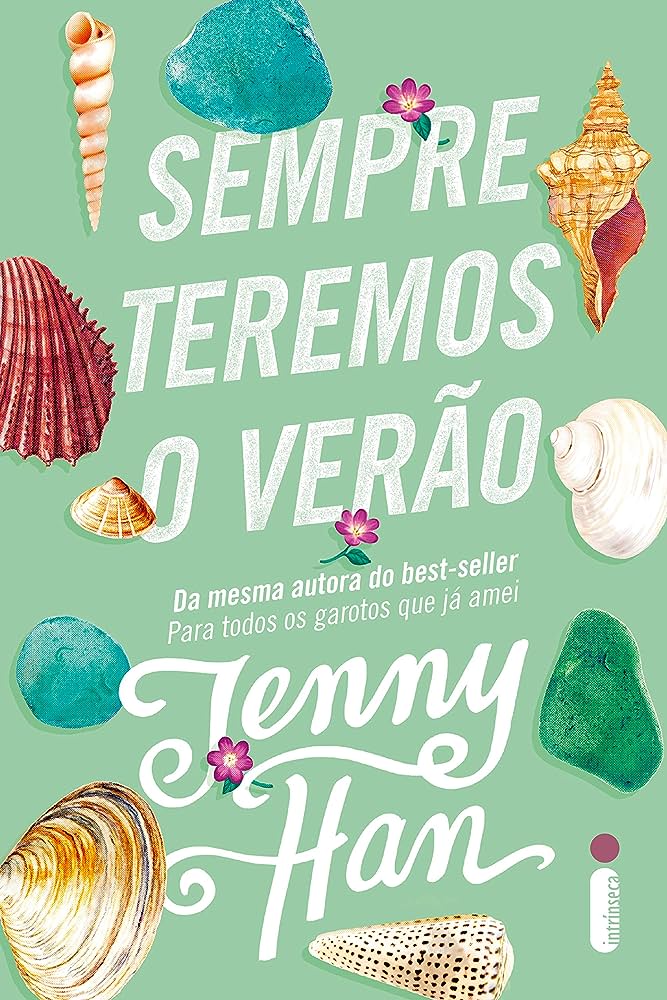 SEMPRE
TEREMOS
O VERÃO
Da mesma autora do best-seller
Para todos os garotos que já amei
Jenny
Han
intrínseca